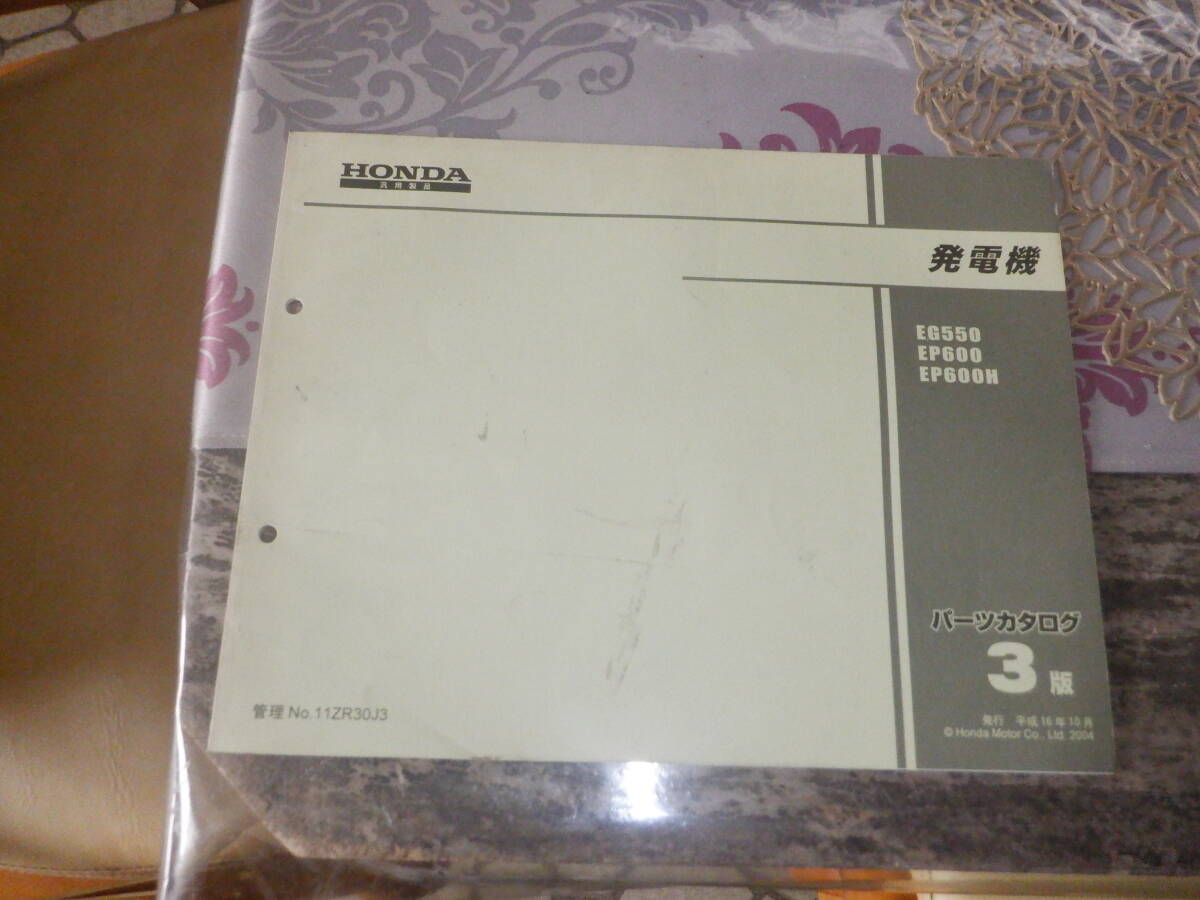 HONDA
汎用製品
発電機
EG550
EP600
EP600H
パーツカタログ
3版
管理 No.11ZR30J3
発行 平成16年10月
© Honda Motor Co., Ltd. 2004